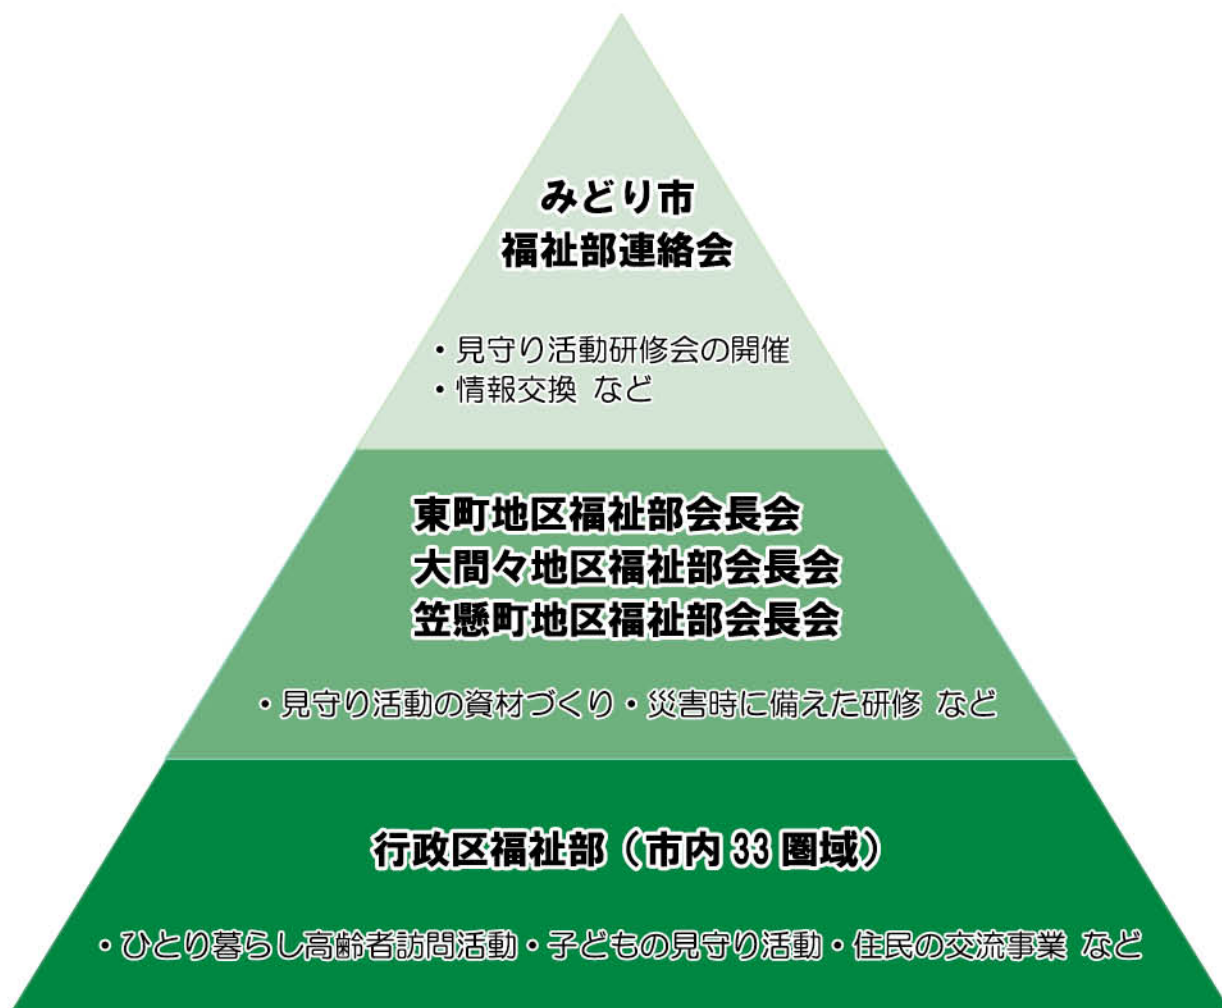 みどり市
福祉部連絡会
・見守り活動研修会の開催
・情報交換 など
東町地区福祉部会長会
大間々地区福祉部会長会
笠懸町地区福祉部会長会
・見守り活動の資材づくり・災害時に備えた研修 など
行政区福祉部（市内 33 圏域）
・ひとり暮らし高齢者訪問活動・子どもの見守り活動・住民の交流事業 など